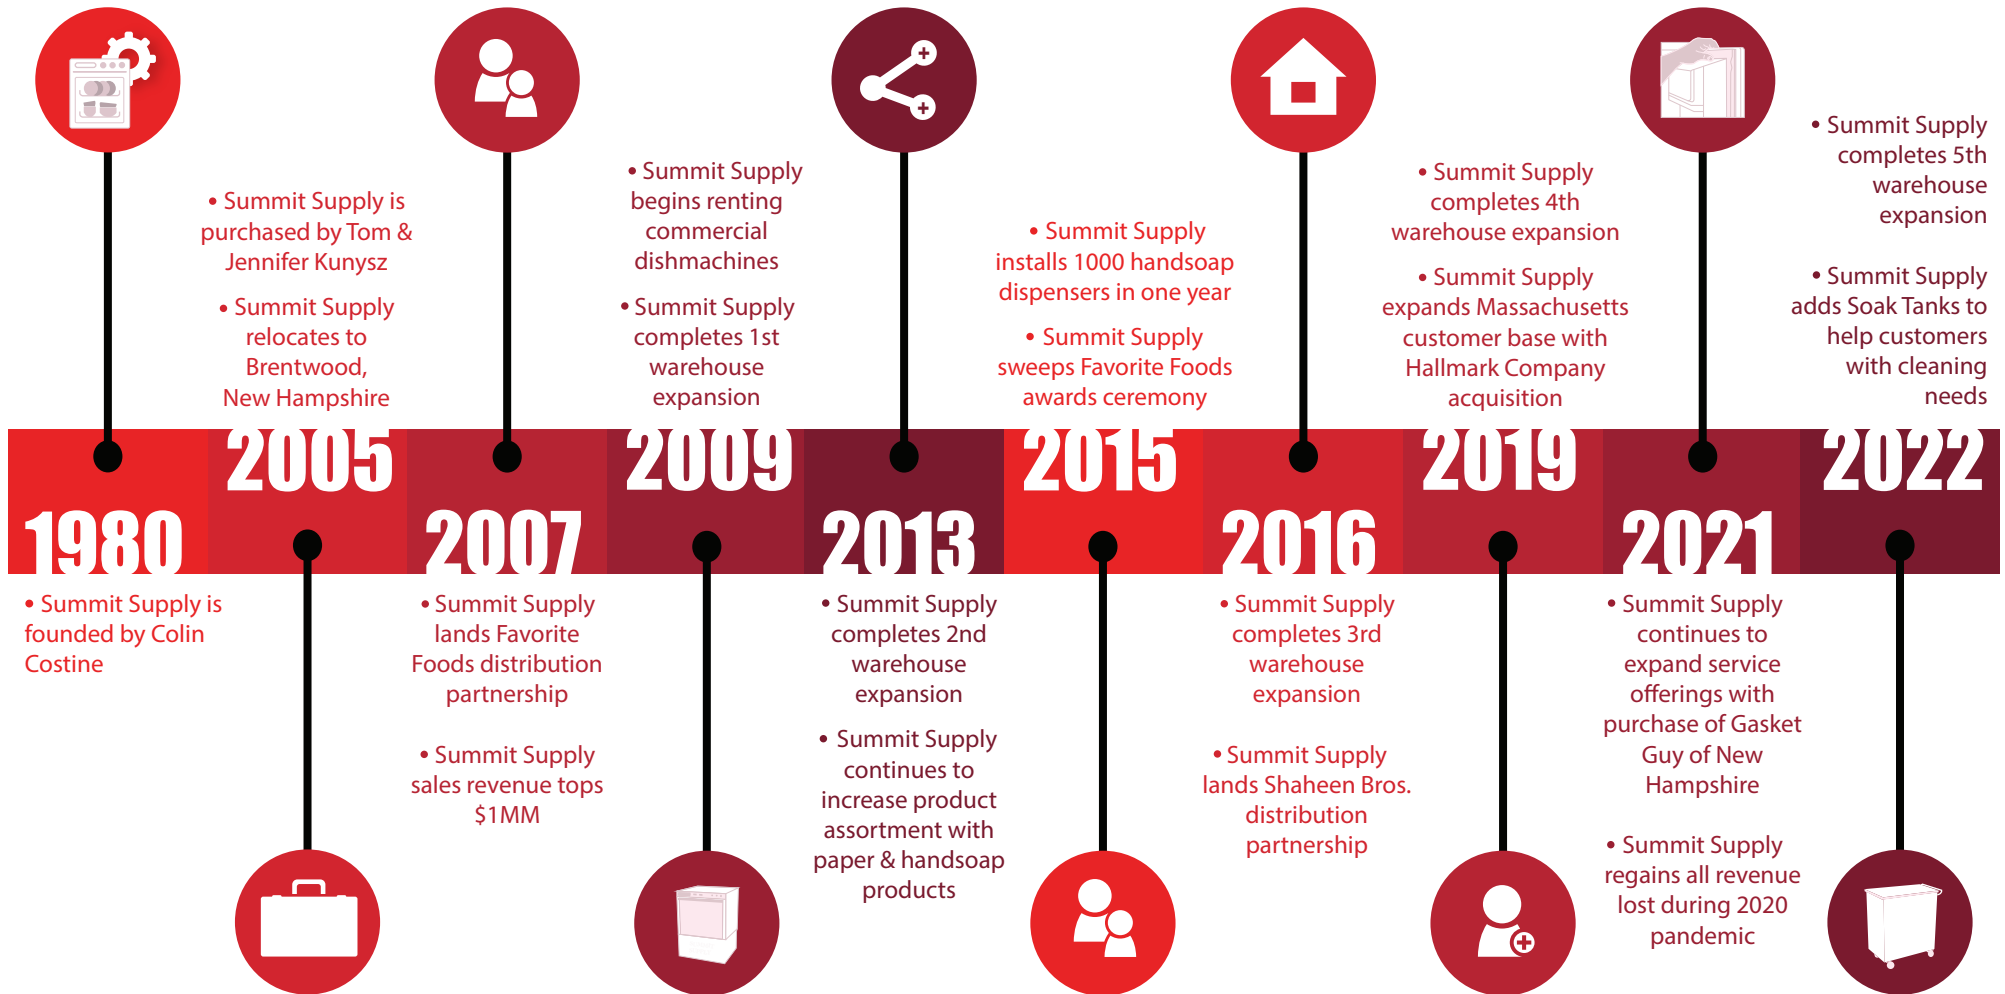 1980
• Summit Supply is
founded by Colin
Costine
• Summit Supply is
purchased by Tom &
Jennifer Kunysz
• Summit Supply
relocates to
Brentwood,
New Hampshire
2005
2007
• Summit Supply
lands Favorite
Foods distribution
partnership
• Summit Supply
sales revenue tops
$1MM
• Summit Supply
begins renting
commercial
dishmachines
• Summit Supply
completes 1st
warehouse
expansion
2009
2013
• Summit Supply
completes 2nd
warehouse
expansion
• Summit Supply
continues to
increase product
assortment with
paper & handsoap
products
• Summit Supply
installs 1000 handsoap
dispensers in one year
• Summit Supply
sweeps Favorite Foods
awards ceremony
2015
2016
• Summit Supply
completes 3rd
warehouse
expansion
• Summit Supply
lands Shaheen Bros.
distribution
partnership
• Summit Supply
completes 4th
warehouse expansion
• Summit Supply
expands Massachusetts
customer base with
Hallmark Company
acquisition
2019
2021
• Summit Supply
continues to
expand service
offerings with
purchase of Gasket
Guy of New
Hampshire
• Summit Supply
regains all revenue
lost during 2020
pandemic
• Summit Supply
completes 5th
warehouse
expansion
• Summit Supply
adds Soak Tanks to
help customers
with cleaning
needs
2022